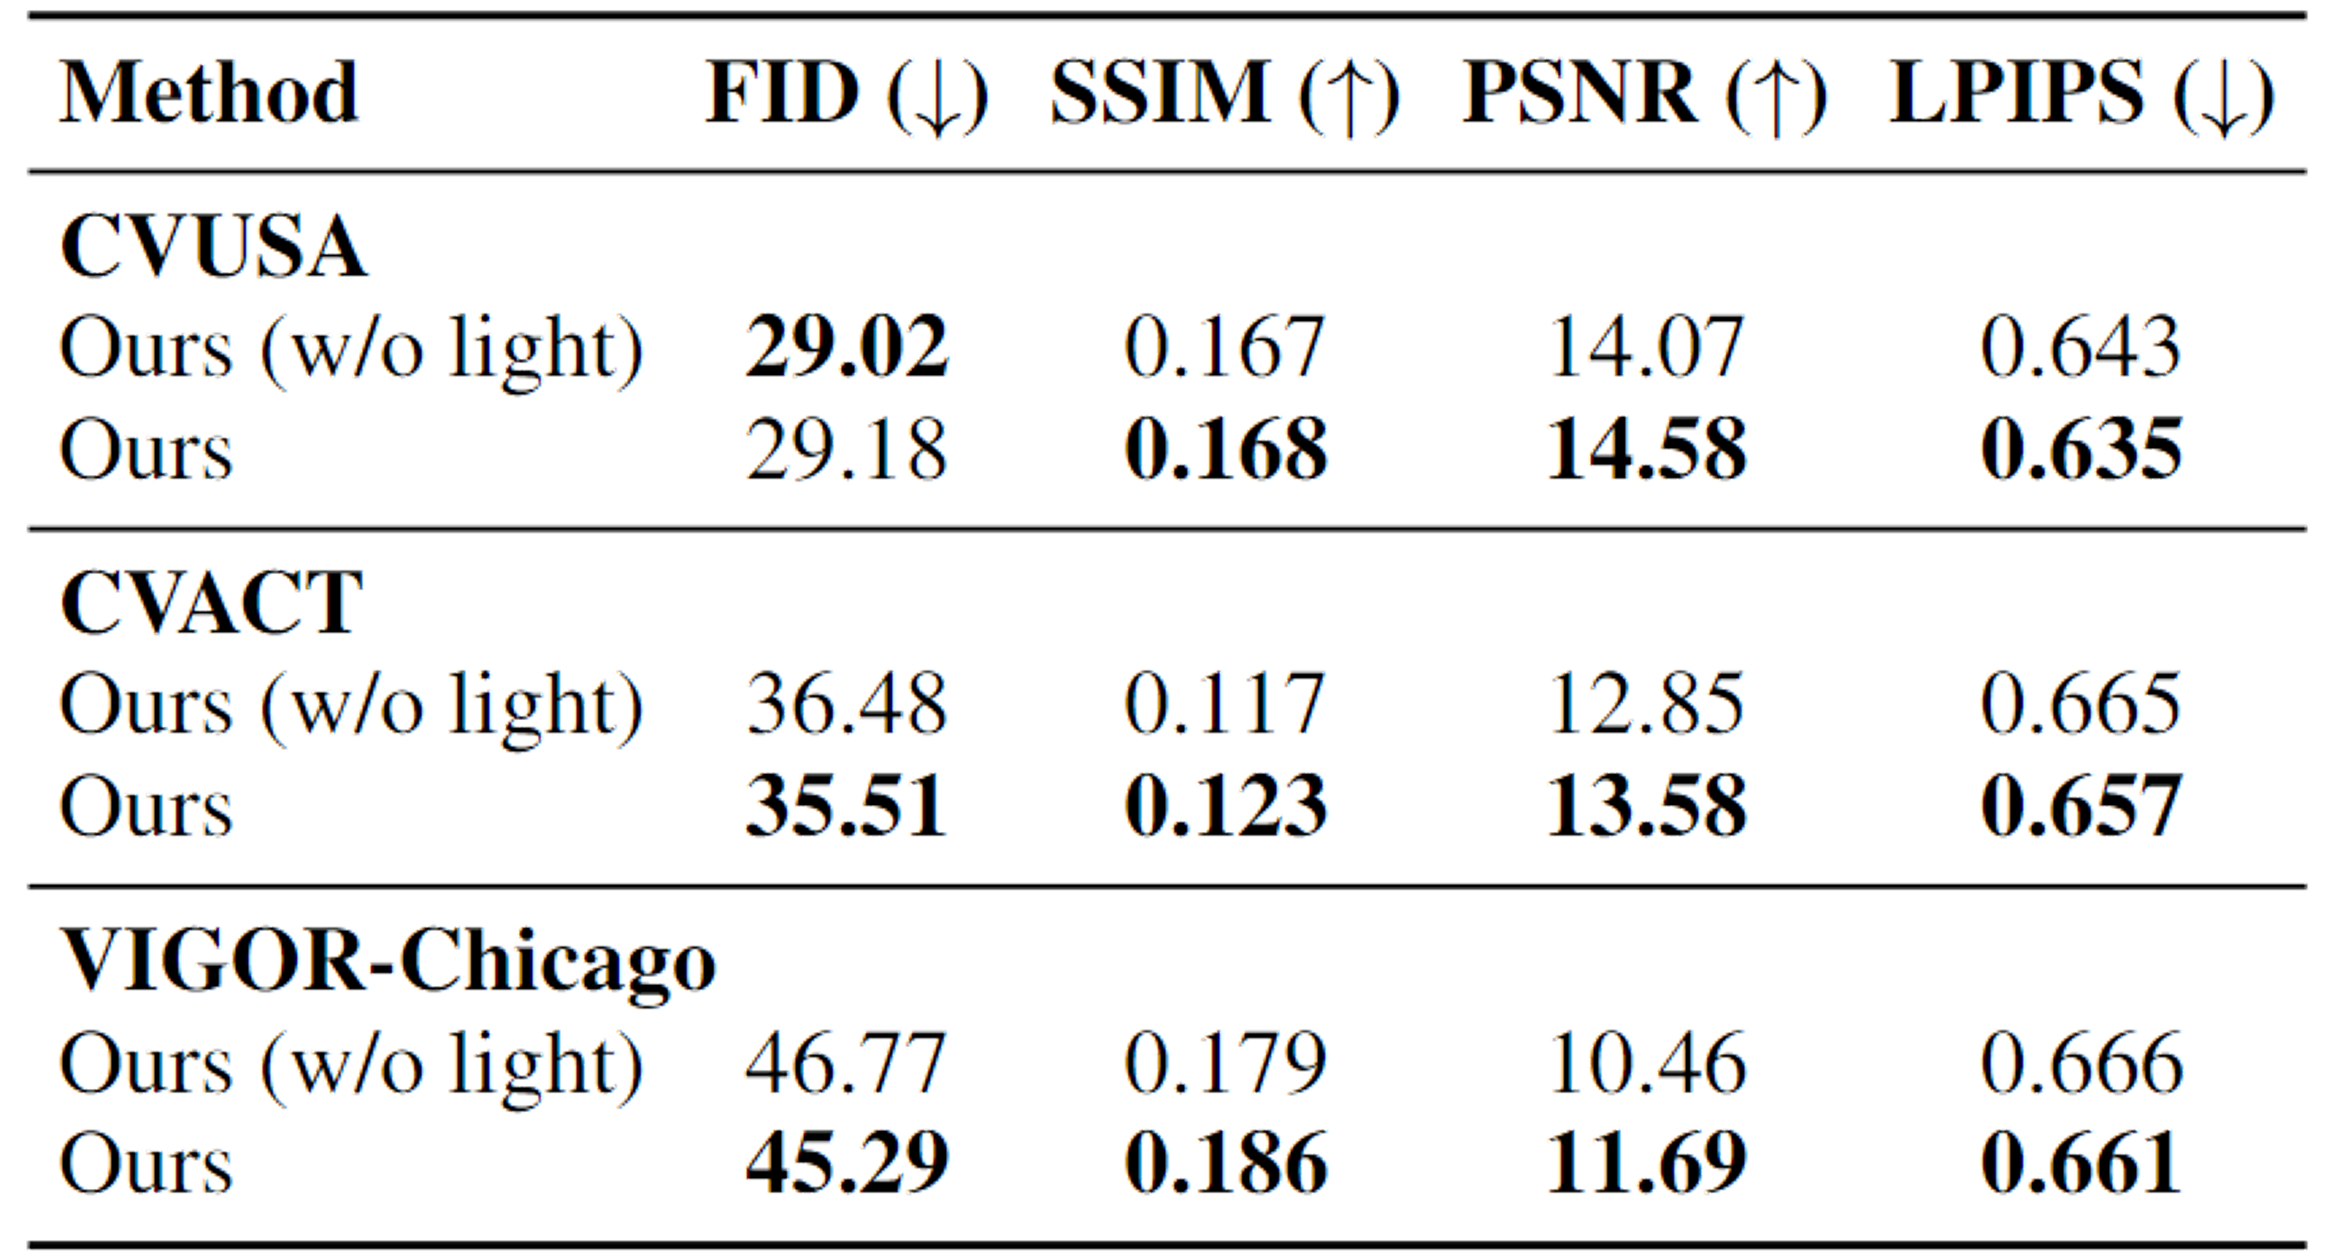 Method FID (↓) SSIM (↑) PSNR (↑) LPIPS (↓)
CVUSA
Ours (w/o light) 29.02 0.167 14.07 0.643
Ours 29.18 0.168 14.58 0.635
CVACT
Ours (w/o light) 36.48 0.117 12.85 0.665
Ours 35.51 0.123 13.58 0.657
VIGOR-Chicago
Ours (w/o light) 46.77 0.179 10.46 0.666
Ours 45.29 0.186 11.69 0.661